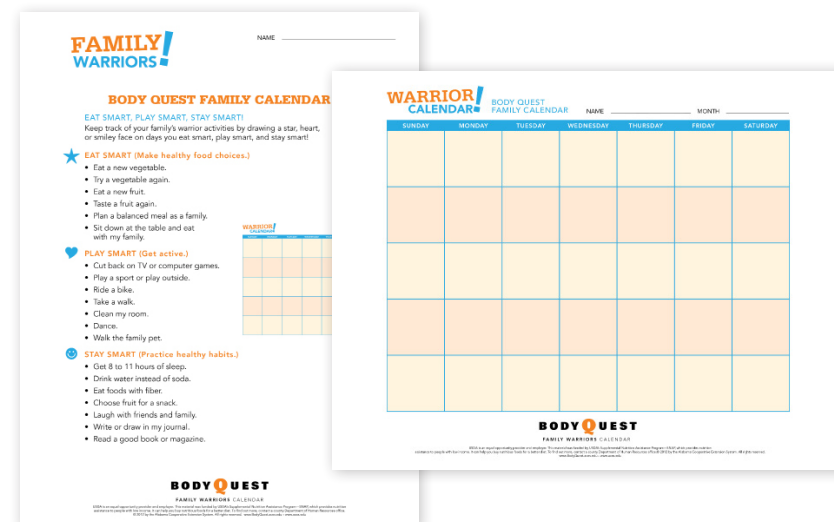 FAMILY!
WARRIORS
NAME
BODY QUEST FAMILY CALENDAR
EAT SMART, PLAY SMART, STAY SMART!
Keep track of your family's warrior activities by drawing a star, heart,
or smiley face on days you eat smart, play smart, and stay smart!
EAT SMART (Make healthy food choices.)
• Eat a new vegetable.
• Try a vegetable again.
• Eat a new fruit.
• Taste a fruit again.
• Plan a balanced meal as a family.
• Sit down at the table and eat
with my family.
PLAY SMART (Get active.)
• Cut back on TV or computer games.
• Play a sport or play outside.
• Ride a bike.
• Take a walk.
• Clean my room.
• Dance.
• Walk the family pet.
STAY SMART (Practice healthy habits.)
• Get 8 to 11 hours of sleep.
• Drink water instead of soda.
• Eat foods with fiber.
• Choose fruit for a snack.
• Laugh with friends and family.
• Write or draw in my journal.
• Read a good book or magazine.
WARRIOR!
CALENDAR
BODY QUEST
FAMILY WARRIORS CALENDAR
WARRIOR!
CALENDAR
BODY QUEST
FAMILY CALENDAR
NAME MONTH
SUNDAY MONDAY TUESDAY WEDNESDAY THURSDAY FRIDAY SATURDAY
BODY QUEST
FAMILY WARRIORS CALENDAR